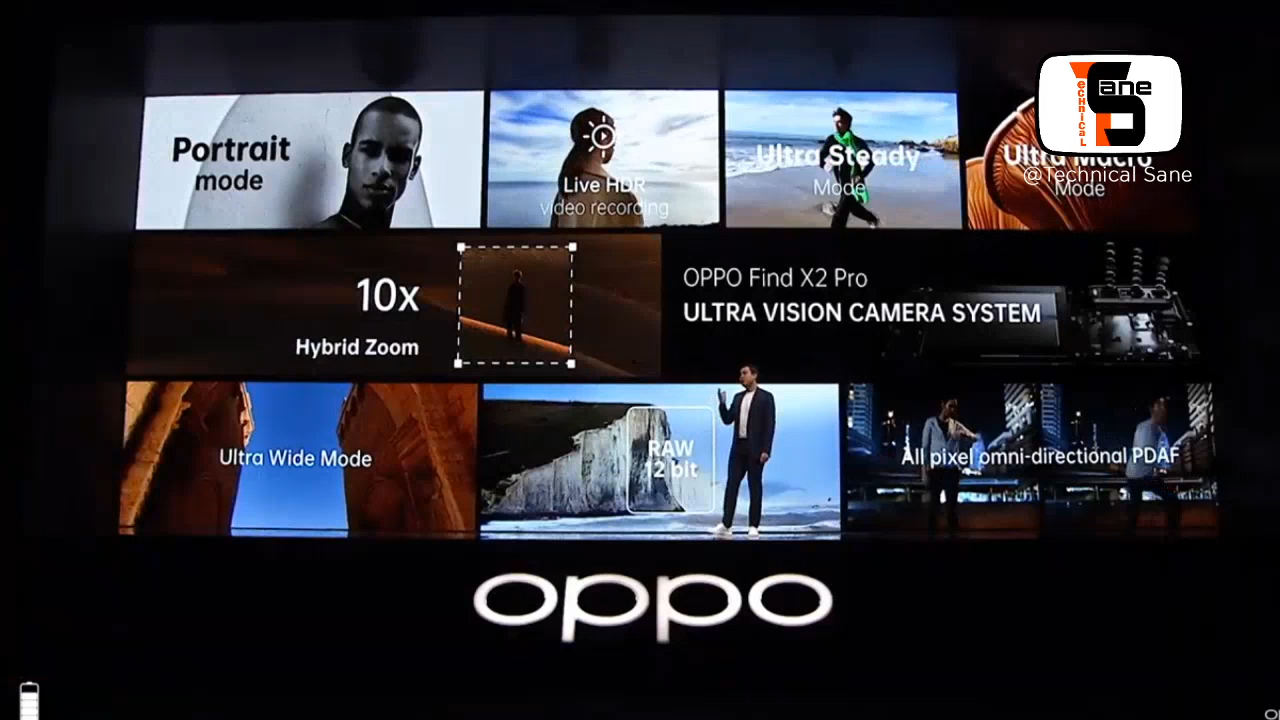 Portrait
mode
Live HDR
video recording
Ultra Steady
Mode
Technical
Sane
Ultra Macro
@Technical Sane
Mode
10x
Hybrid Zoom
OPPO Find X2 Pro
ULTRA VISION CAMERA SYSTEM
Ultra Wide Mode
RAW
12 bit
All pixel omni-directional PDAF
oppo